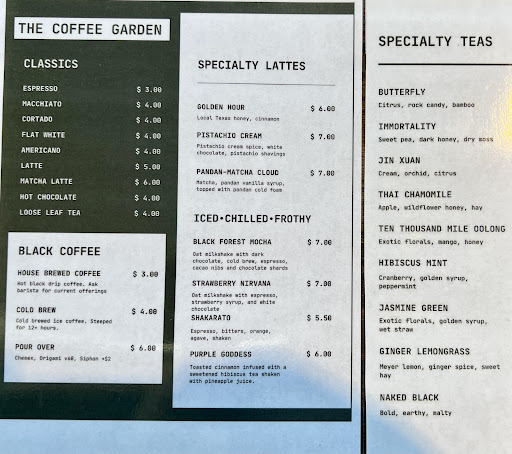 THE COFFEE GARDEN
CLASSICS
ESPRESSO $ 3.00
MACCHIATO $ 4.00
CORTADO $ 4.00
FLAT WHITE $ 4.00
AMERICANO $ 4.00
LATTE $ 5.00
MATCHA LATTE $ 6.00
HOT CHOCOLATE $ 4.00
LOOSE LEAF TEA $ 4.00
BLACK COFFEE
HOUSE BREWED COFFEE $ 3.00
Hot black drip coffee. Ask
barista for current offerings
COLD BREW $ 4.00
Cold brewed ice coffee. Steeped
for 12+ hours.
POUR OVER $ 6.00
Chemex, Origami v60, Siphon +$2
SPECIALTY LATTES
GOLDEN HOUR $ 6.00
Local Texas honey, cinnamon
PISTACHIO CREAM $ 7.00
Pistachio cream spice, white
chocolate, pistachio shavings
PANDAN-MATCHA CLOUD $ 7.00
Matcha, pandan vanilla syrup,
topped with pandan cold foam
ICED•CHILLED•FROTHY
BLACK FOREST MOCHA $ 7.00
Oat milkshake with dark
chocolate, cold brew, espresso,
cacao nibs and chocolate shards
STRAWBERRY NIRVANA $ 7.00
Oat milkshake with espresso,
strawberry syrup, and white
chocolate
SHAKARATO $ 5.50
Espresso, bitters, orange,
agave, shaken
PURPLE GODDESS $ 6.00
Toasted cinnamon infused with a
sweetened hibiscus tea shaken
with pineapple juice.
SPECIALTY TEAS
BUTTERFLY
Citrus, rock candy, bamboo
IMMORTALITY
Sweet pea, dark honey, dry moss
JIN XUAN
Cream, orchid, citrus
THAI CHAMOMILE
Apple, wildflower honey, hay
TEN THOUSAND MILE OOLONG
Exotic florals, mango, honey
HIBISCUS MINT
Cranberry, golden syrup,
peppermint
JASMINE GREEN
Exotic florals, golden syrup,
wet straw
GINGER LEMONGRASS
Meyer lemon, ginger spice, sweet
hay
NAKED BLACK
Bold, earthy, malty